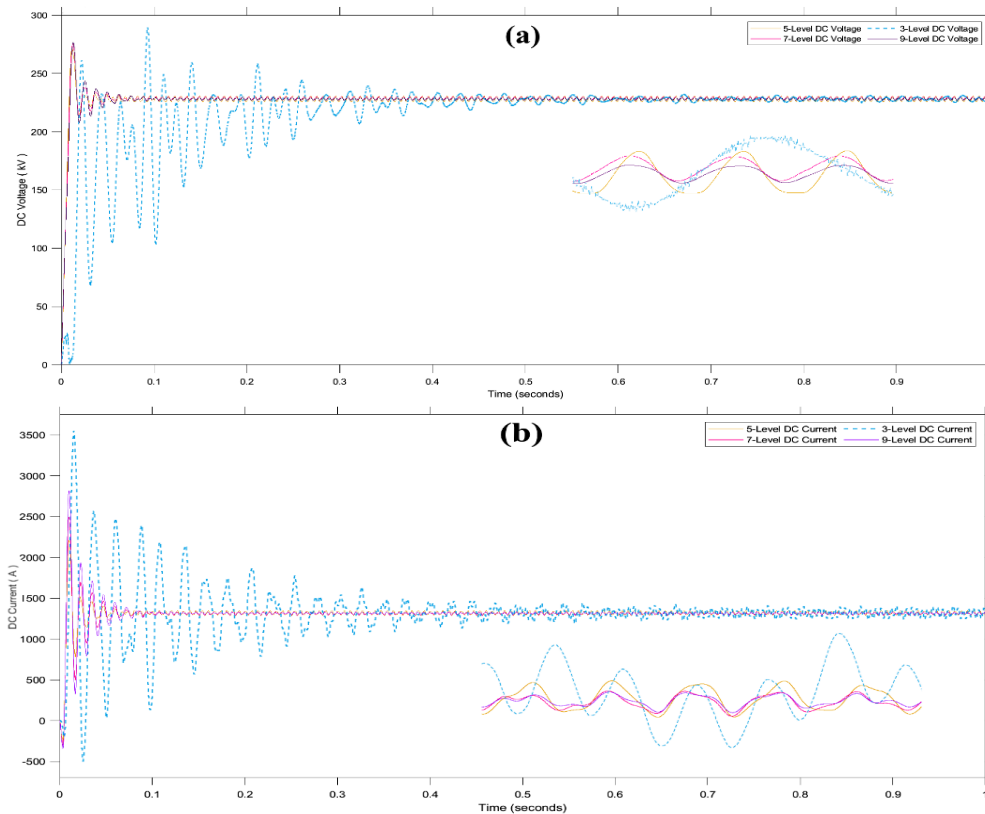 (a)
5-Level DC Voltage 3-Level DC Voltage
7-Level DC Voltage 9-Level DC Voltage
300
250
200
150
100
50
0
DC Voltage ( kV )
0 0.1 0.2 0.3 0.4 0.5 0.6 0.7 0.8 0.9
Time (seconds)
(b)
5-Level DC Current 3-Level DC Current
7-Level DC Current 9-Level DC Current
3500
3000
2500
2000
1500
1000
500
0
-500
DC Current ( A )
0 0.1 0.2 0.3 0.4 0.5 0.6 0.7 0.8 0.9 1
Time (seconds)